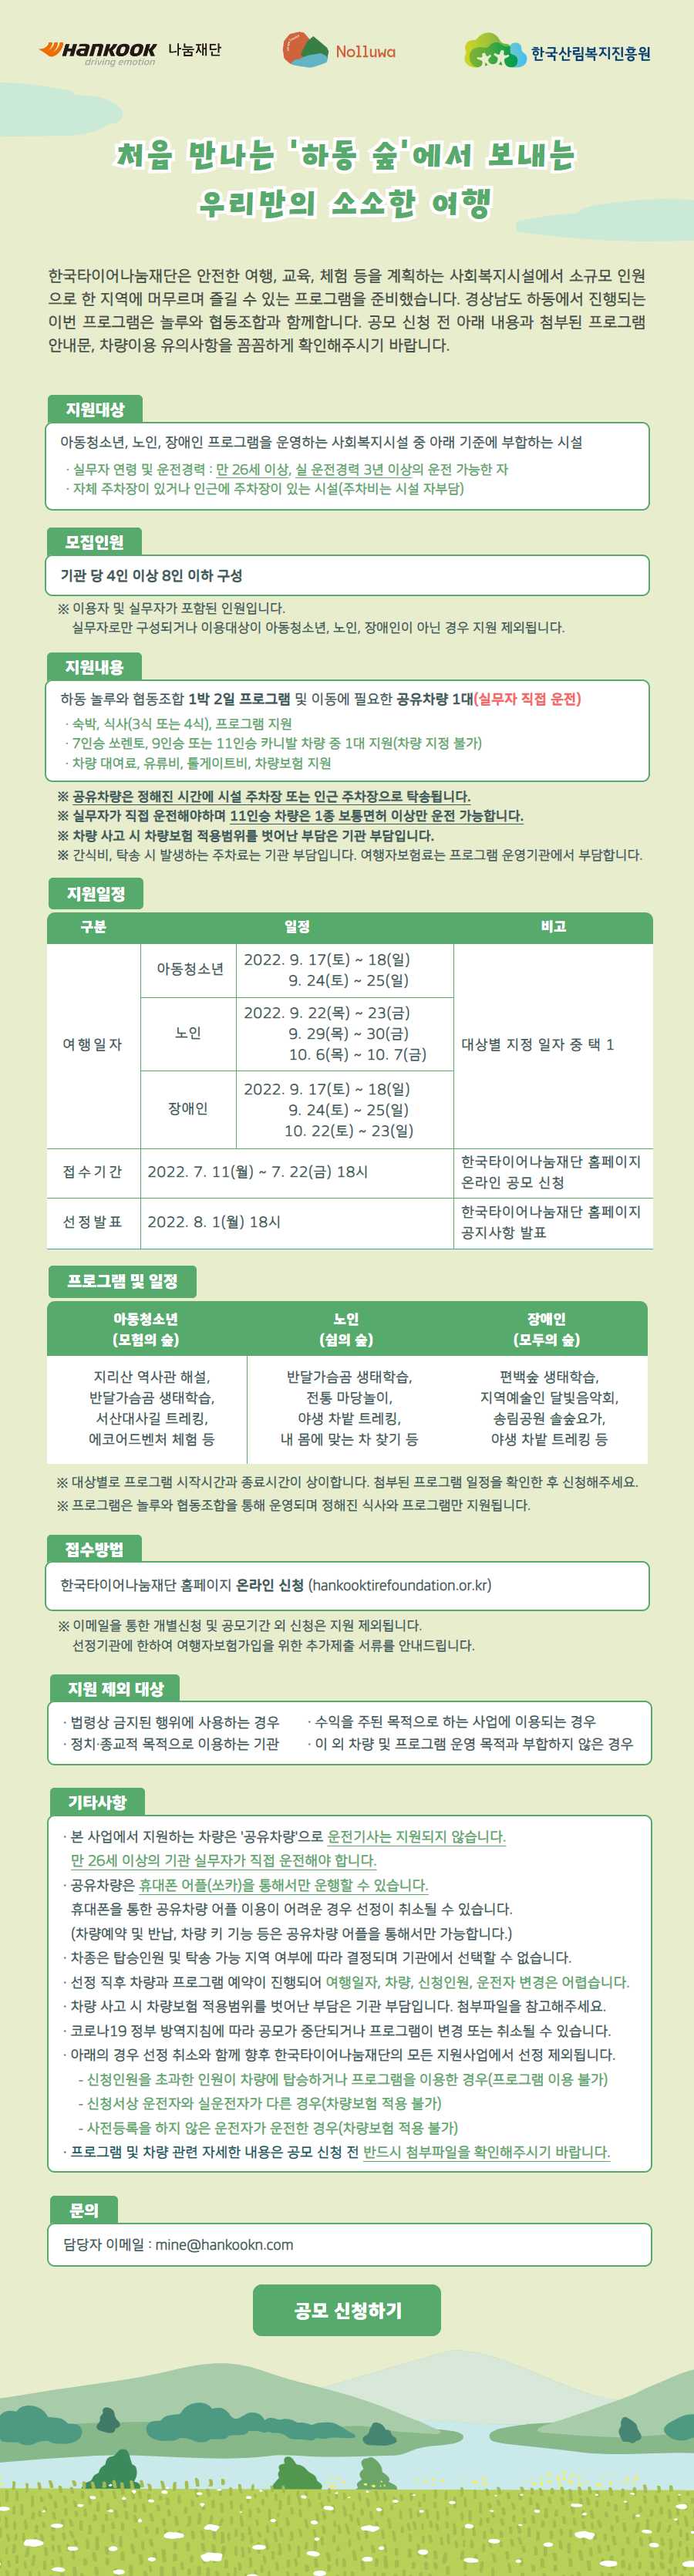 HANKOOK 나눔재단
driving emotion
Nolluwa
한국산림복지진흥원
처음 만나는 '하동 숲'에서 보내는
우리만의 소소한 여행
한국타이어나눔재단은 안전한 여행, 교육, 체험 등을 계획하는 사회복지시설에서 소규모 인원
으로 한 지역에 머무르며 즐길 수 있는 프로그램을 준비했습니다. 경상남도 하동에서 진행되는
이번 프로그램은 놀루와 협동조합과 함께합니다. 공모 신청 전 아래 내용과 첨부된 프로그램
안내문, 차량이용 유의사항을 꼼꼼하게 확인해주시기 바랍니다.
지원대상
아동청소년, 노인, 장애인 프로그램을 운영하는 사회복지시설 중 아래 기준에 부합하는 시설
· 실무자 연령 및 운전경력 : 만 26세 이상, 실 운전경력 3년 이상의 운전 가능한 자
· 자체 주차장이 있거나 인근에 주차장이 있는 시설(주차비는 시설 자부담)
모집인원
기관 당 4인 이상 8인 이하 구성
※ 이용자 및 실무자가 포함된 인원입니다.
실무자로만 구성되거나 이용대상이 아동청소년, 노인, 장애인이 아닌 경우 지원 제외됩니다.
지원내용
하동 놀루와 협동조합 1박 2일 프로그램 및 이동에 필요한 공유차량 1대(실무자 직접 운전)
· 숙박, 식사(3식 또는 4식), 프로그램 지원
· 7인승 쏘렌토, 9인승 또는 11인승 카니발 차량 중 1대 지원(차량 지정 불가)
· 차량 대여료, 유류비, 톨게이트비, 차량보험 지원
※ 공유차량은 정해진 시간에 시설 주차장 또는 인근 주차장으로 탁송됩니다.
※ 실무자가 직접 운전해야하며 11인승 차량은 1종 보통면허 이상만 운전 가능합니다.
※ 차량 사고 시 차량보험 적용범위를 벗어난 부담은 기관 부담입니다.
※ 간식비, 탁송 시 발생하는 주차료는 기관 부담입니다. 여행자보험료는 프로그램 운영기관에서 부담합니다.
지원일정
구분 일정 비고
여행일자
아동청소년
2022. 9. 17(토) ~ 18(일)
9. 24(토) ~ 25(일)
노인
2022. 9. 22(목) ~ 23(금)
9. 29(목) ~ 30(금)
10. 6(목) ~ 10. 7(금)
장애인
2022. 9. 17(토) ~ 18(일)
9. 24(토) ~ 25(일)
10. 22(토) ~ 23(일)
대상별 지정 일자 중 택 1
접수기간 2022. 7. 11(월) ~ 7. 22(금) 18시
한국타이어나눔재단 홈페이지
온라인 공모 신청
선정발표 2022. 8. 1(월) 18시
한국타이어나눔재단 홈페이지
공지사항 발표
프로그램 및 일정
아동청소년 노인 장애인
(모험의 숲) (쉼의 숲) (모두의 숲)
지리산 역사관 해설, 반달가슴곰 생태학습, 편백숲 생태학습,
반달가슴곰 생태학습, 전통 마당놀이, 지역예술인 달빛음악회,
서산대사길 트레킹, 야생 차밭 트레킹, 송림공원 솔숲요가,
에코어드벤처 체험 등 내 몸에 맞는 차 찾기 등 야생 차밭 트레킹 등
※ 대상별로 프로그램 시작시간과 종료시간이 상이합니다. 첨부된 프로그램 일정을 확인한 후 신청해주세요.
※ 프로그램은 놀루와 협동조합을 통해 운영되며 정해진 식사와 프로그램만 지원됩니다.
접수방법
한국타이어나눔재단 홈페이지 온라인 신청 (hankooktirefoundation.or.kr)
※ 이메일을 통한 개별신청 및 공모기간 외 신청은 지원 제외됩니다.
선정기관에 한하여 여행자보험가입을 위한 추가제출 서류를 안내드립니다.
지원 제외 대상
· 법령상 금지된 행위에 사용하는 경우 · 수익을 주된 목적으로 하는 사업에 이용되는 경우
· 정치·종교적 목적으로 이용하는 기관 · 이 외 차량 및 프로그램 운영 목적과 부합하지 않은 경우
기타사항
· 본 사업에서 지원하는 차량은 '공유차량'으로 운전기사는 지원되지 않습니다.
만 26세 이상의 기관 실무자가 직접 운전해야 합니다.
· 공유차량은 휴대폰 어플(쏘카)을 통해서만 운행할 수 있습니다.
휴대폰을 통한 공유차량 어플 이용이 어려운 경우 선정이 취소될 수 있습니다.
(차량예약 및 반납, 차량 키 기능 등은 공유차량 어플을 통해서만 가능합니다.)
· 차종은 탑승인원 및 탁송 가능 지역 여부에 따라 결정되며 기관에서 선택할 수 없습니다.
· 선정 직후 차량과 프로그램 예약이 진행되어 여행일자, 차량, 신청인원, 운전자 변경은 어렵습니다.
· 차량 사고 시 차량보험 적용범위를 벗어난 부담은 기관 부담입니다. 첨부파일을 참고해주세요.
· 코로나19 정부 방역지침에 따라 공모가 중단되거나 프로그램이 변경 또는 취소될 수 있습니다.
· 아래의 경우 선정 취소와 함께 향후 한국타이어나눔재단의 모든 지원사업에서 선정 제외됩니다.
- 신청인원을 초과한 인원이 차량에 탑승하거나 프로그램을 이용한 경우(프로그램 이용 불가)
- 신청서상 운전자와 실운전자가 다른 경우(차량보험 적용 불가)
- 사전등록을 하지 않은 운전자가 운전한 경우(차량보험 적용 불가)
· 프로그램 및 차량 관련 자세한 내용은 공모 신청 전 반드시 첨부파일을 확인해주시기 바랍니다.
문의
담당자 이메일 : mine@hankookn.com
공모 신청하기